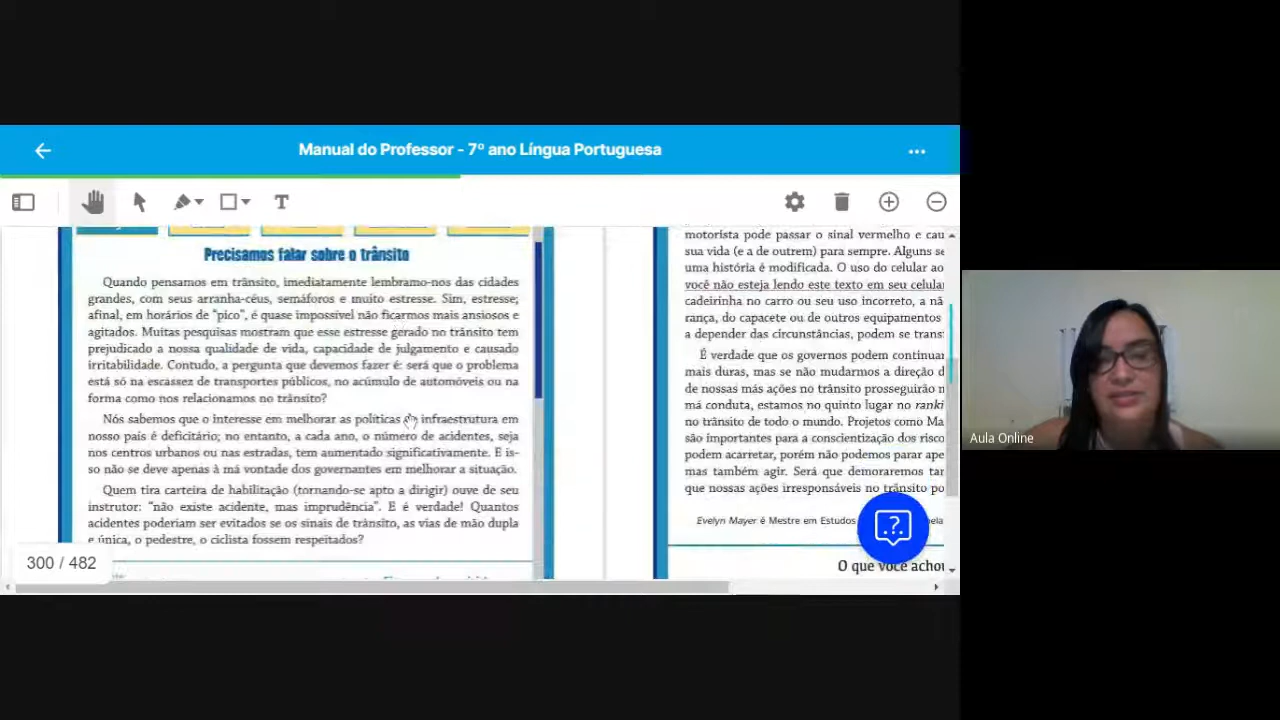 Manual do Professor - 7º ano Língua Portuguesa
Precisamos falar sobre o trânsito
Quando pensamos em trânsito, imediatamente lembramo-nos das cidades
grandes, com seus arranha-céus, semáforos e muito estresse. Sim, estresse;
afinal, em horários de "pico", é quase impossível não ficarmos mais ansiosos e
agitados. Muitas pesquisas mostram que esse estresse gerado no trânsito tem
prejudicado a nossa qualidade de vida, capacidade de julgamento e causado
irritabilidade. Contudo, a pergunta que devemos fazer é: será que o problema
está só na escassez de transportes públicos, no acúmulo de automóveis ou na
forma como nos relacionamos no trânsito?
Nós sabemos que o interesse em melhorar as políticas infraestrutura em
nosso país é deficitário; no entanto, a cada ano, o número de acidentes, seja
nos centros urbanos ou nas estradas, tem aumentado significativamente. E is-
so não se deve apenas à má vontade dos governantes em melhorar a situação.
Quem tira carteira de habilitação (tornando-se apto a dirigir) ouve de seu
instrutor: "não existe acidente, mas imprudência". E é verdade! Quantos
acidentes poderiam ser evitados se os sinais de trânsito, as vias de mão dupla
e única, o pedestre, o ciclista fossem respeitados?
300 / 482
motorista pode passar o sinal vermelho e cau
sua vida (e a de outrem) para sempre. Alguns se
uma história é modificada. O uso do celular ao
você não esteja lendo este texto em seu celular
cadeirinha no carro ou seu uso incorreto, a nã
rança, do capacete ou de outros equipamentos
a depender das circunstâncias, podem se trans
É verdade que os governos podem continuar
mais duras, mas se não mudarmos a direção d
de nossas más ações no trânsito prosseguirão n
má conduta, estamos no quinto lugar no ranki
no trânsito de todo o mundo. Projetos como Ma
são importantes para a conscientização dos risco
podem acarretar, porém não podemos parar ape
mas também agir. Será que demoraremos tan
que nossas ações irresponsáveis no trânsito po
Evelyn Mayer é Mestre em Estudos ela
O que você achou
Aula Online